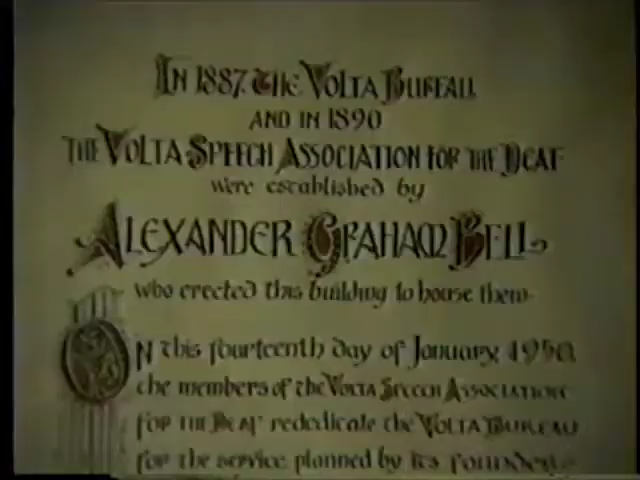 IN 1887 THE VOLTA BUREAU
AND IN 1890
THE VOLTA SPEECH ASSOCIATION FOR THE DEAF
were established by
ALEXANDER GRAHAM BELL
who erected this building to house them
ON this fourteenth day of January, 1950,
the members of the VOLTA SPEECH ASSOCIATION
FOR THE DEAF rededicate the VOLTA BUREAU
for the service planned by its founder